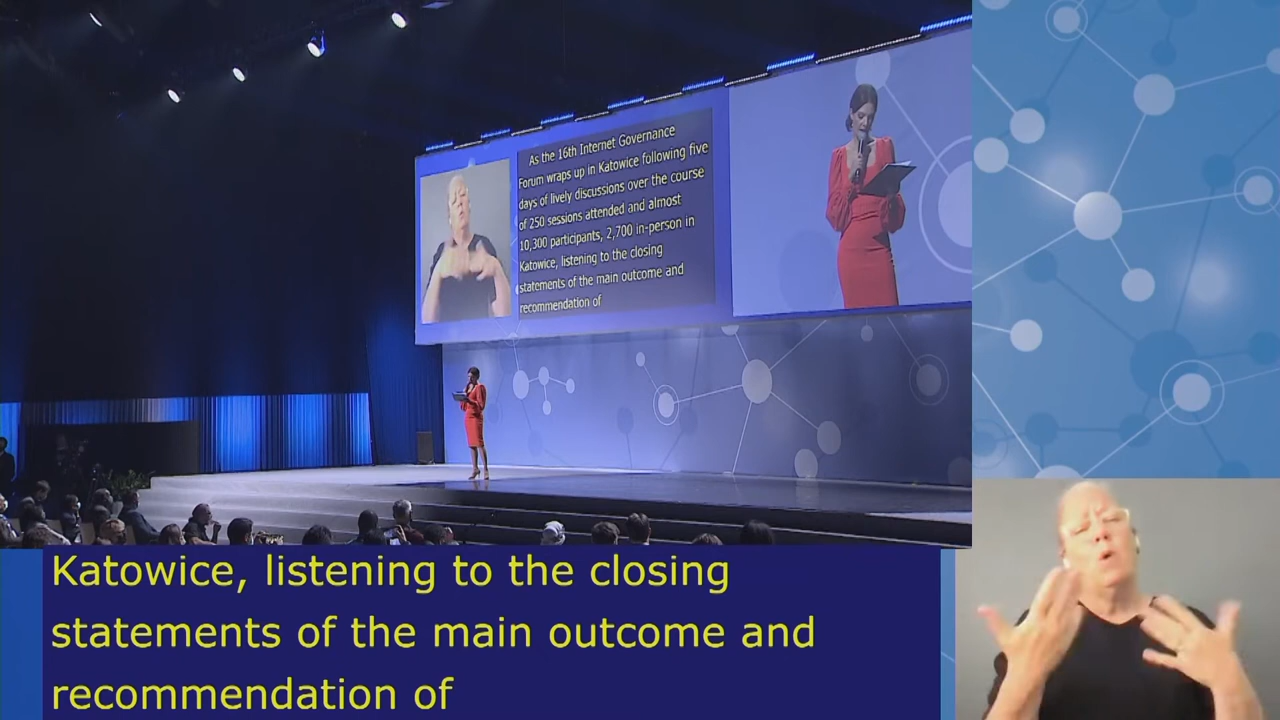 As the 16th Internet Governance
Forum wraps up in Katowice following five
days of lively discussions over the course
of 250 sessions attended and almost
10,300 participants, 2,700 in-person in
Katowice, listening to the closing
statements of the main outcome and
recommendation of
Katowice, listening to the closing
statements of the main outcome and
recommendation of